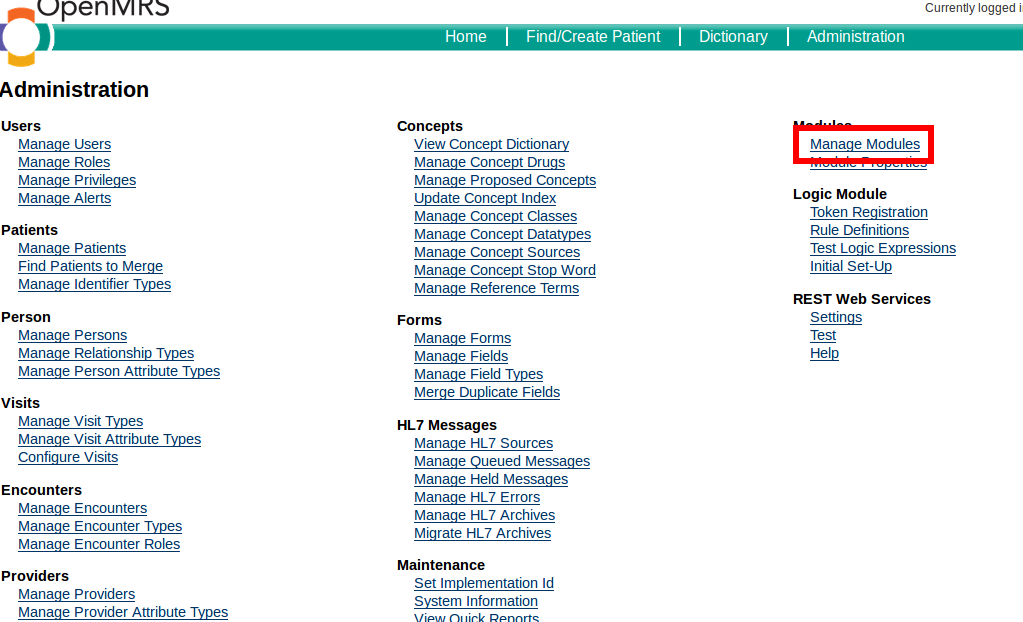 OpenMRS
Currently logged i
Home
Find/Create Patient
Dictionary
Administration
Administration
Users
Manage Users
Manage Roles
Manage Privileges
Manage Alerts
Patients
Manage Patients
Find Patients to Merge
Manage Identifier Types
Person
Manage Persons
Manage Relationship Types
Manage Person Attribute Types
Visits
Manage Visit Types
Manage Visit Attribute Types
Configure Visits
Encounters
Manage Encounters
Manage Encounter Types
Manage Encounter Roles
Providers
Manage Providers
Manage Provider Attribute Types
Concepts
View Concept Dictionary
Manage Concept Drugs
Manage Proposed Concepts
Update Concept Index
Manage Concept Classes
Manage Concept Datatypes
Manage Concept Sources
Manage Concept Stop Word
Manage Reference Terms
Forms
Manage Forms
Manage Fields
Manage Field Types
Merge Duplicate Fields
HL7 Messages
Manage HL7 Sources
Manage Queued Messages
Manage Held Messages
Manage HL7 Errors
Manage HL7 Archives
Migrate HL7 Archives
Maintenance
Set Implementation Id
System Information
View Quick Reports
Modules
Manage Modules
Module Properties
Logic Module
Token Registration
Rule Definitions
Test Logic Expressions
Initial Set-Up
REST Web Services
Settings
Test
Help